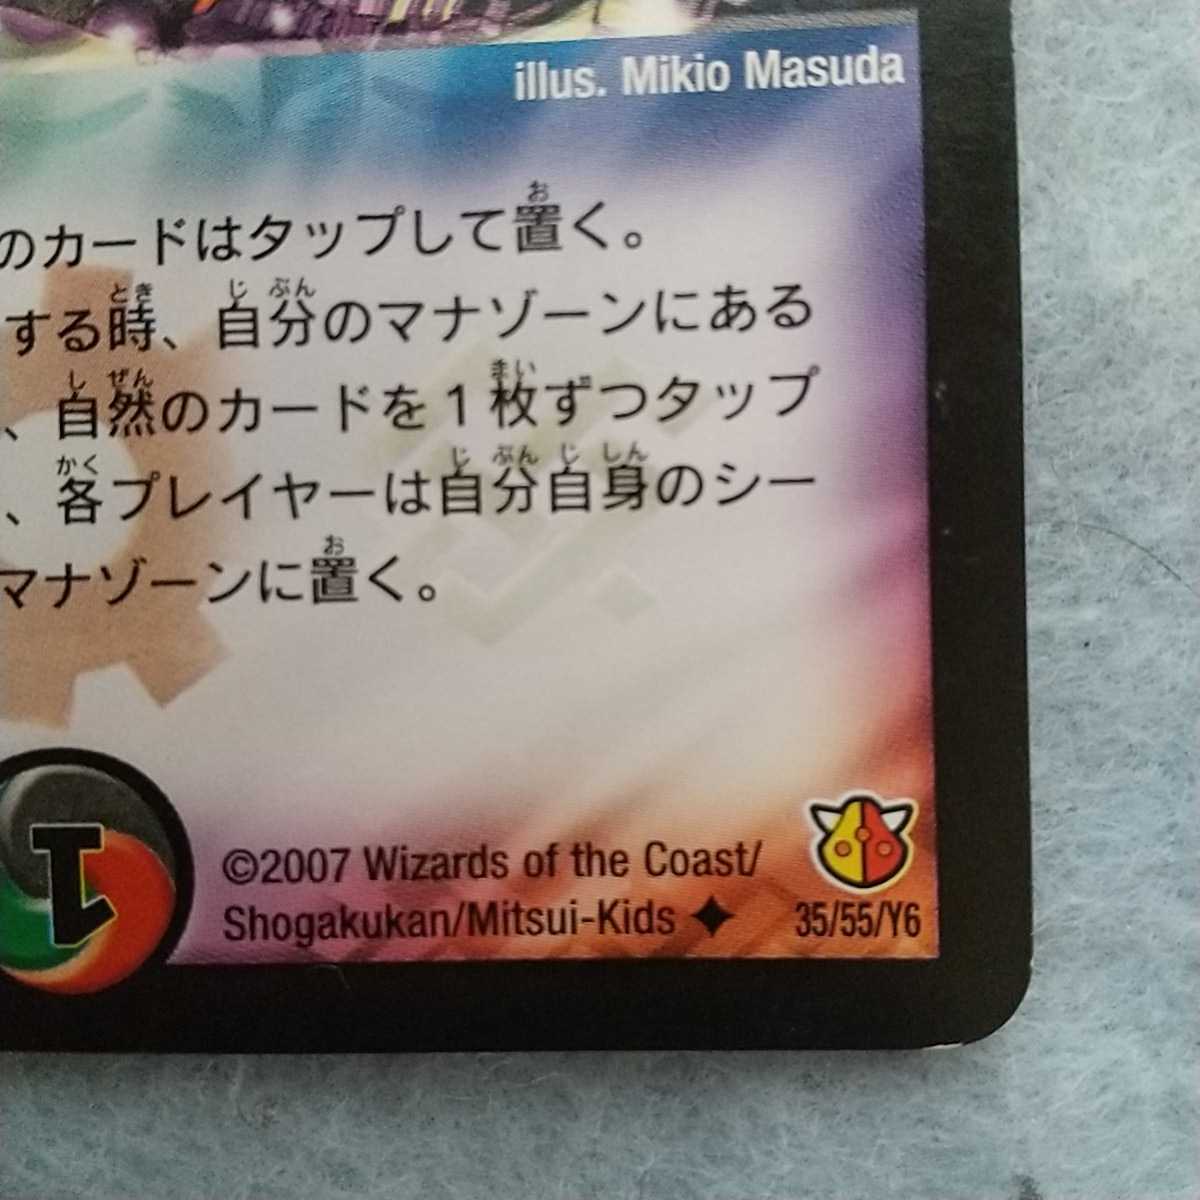 illus. Mikio Masuda
のカードはタップして置く。
する時、自分のマナゾーンにある
、自然のカードを1枚ずつタップ
、各プレイヤーは自分自身のシー
マナゾーンに置く。
1
©2007 Wizards of the Coast/
Shogakukan/Mitsui-Kids
35/55/Y6